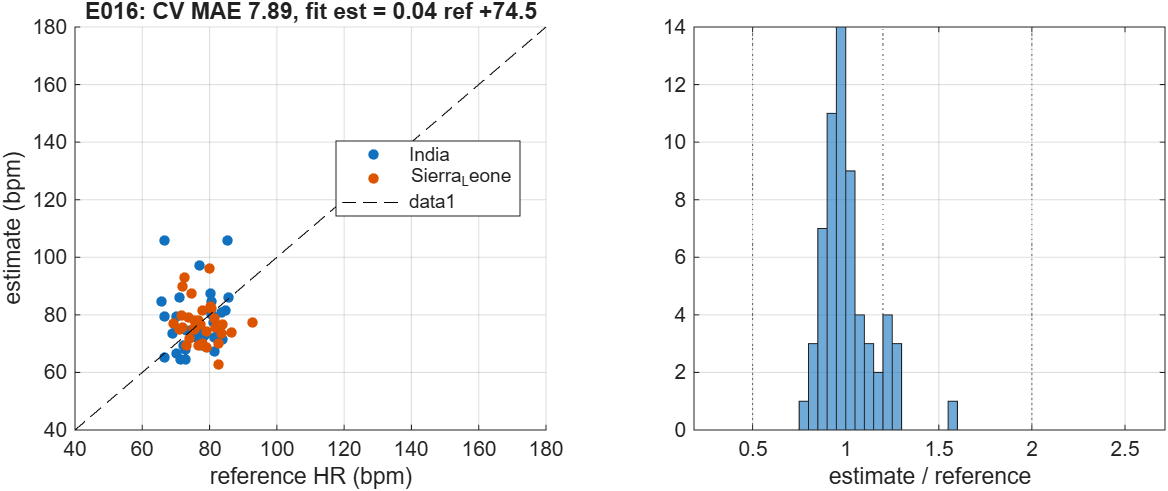 E016: CV MAE 7.89, fit est = 0.04 ref +74.5
180
160
140
120
100
80
60
40
estimate (bpm)
India
Sierra_Leone
data1
40 60 80 100 120 140 160 180
reference HR (bpm)
14
12
10
8
6
4
2
0
0.5 1 1.5 2 2.5
estimate / reference